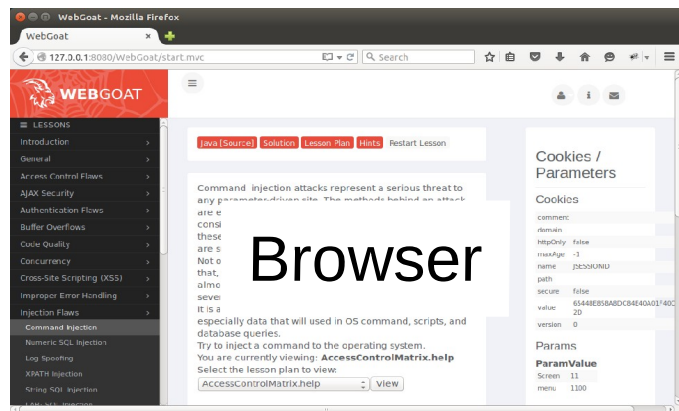 WebGoat - Mozilla Firefox
WebGoat
127.0.0.1:8080/WebGoat/start.mvc
Search
WEBGOAT
LESSONS
Introduction
General
Access Control Flaws
AJAX Security
Authentication Flaws
Buffer Overflows
Code Quality
Concurrency
Cross-Site Scripting (XSS)
Improper Error Handling
Injection Flaws
Command Injection
Numeric SQL Injection
Log Spoofing
XPATH Injection
String SQL Injection
Java [Source] Solution Lesson Plan Hints Restart Lesson
Command injection attacks represent a serious threat to
any parameter-driven site. The methods behind an attack
are
these
are
that,
It is
especially data that will used in OS command, scripts, and
database queries.
Try to inject a command to the operating system.
You are currently viewing: AccessControlMatrix.help
Select the lesson plan to view:
AccessControlMatrix.help View
Browser
Cookies /
Parameters
Cookies
comment
domain
httpOnly false
maxAge -1
name JSESSIONID
path
secure false
value
2D
version 0
Params
ParamValue
Screen 11
menu 1100